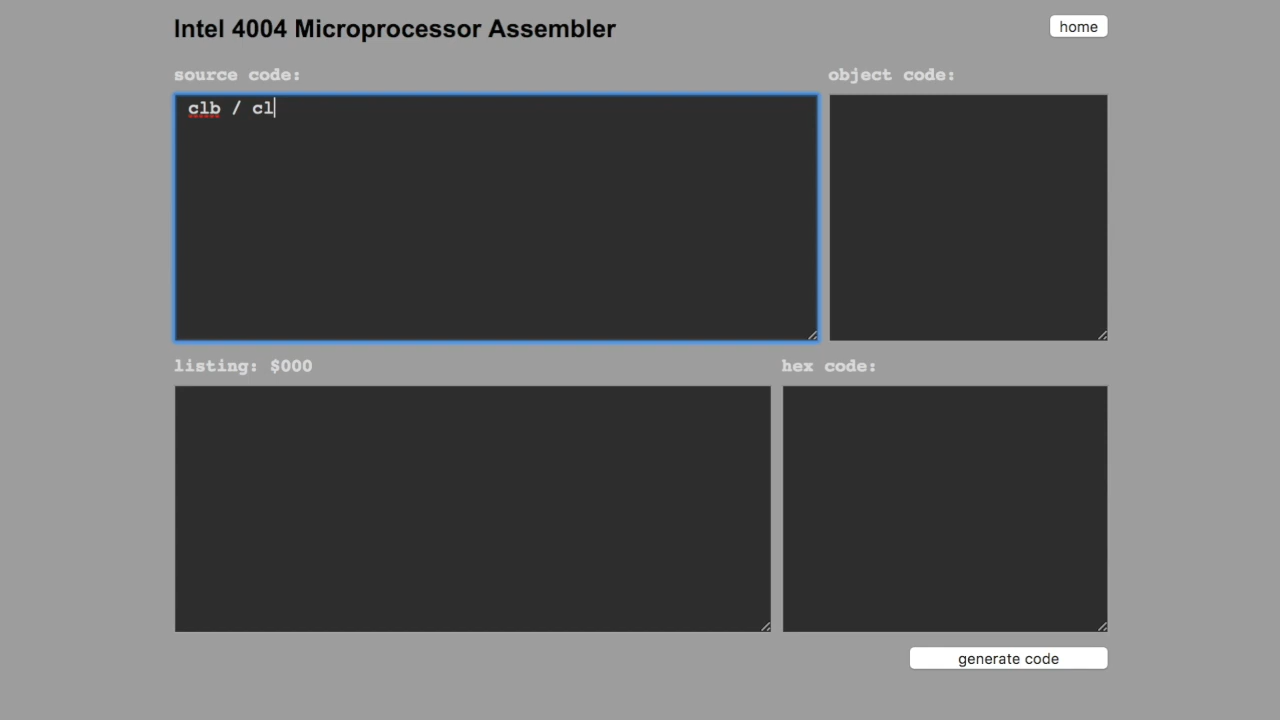 Intel 4004 Microprocessor Assembler
home
source code:
object code:
clb / cl
listing: $000
hex code:
generate code